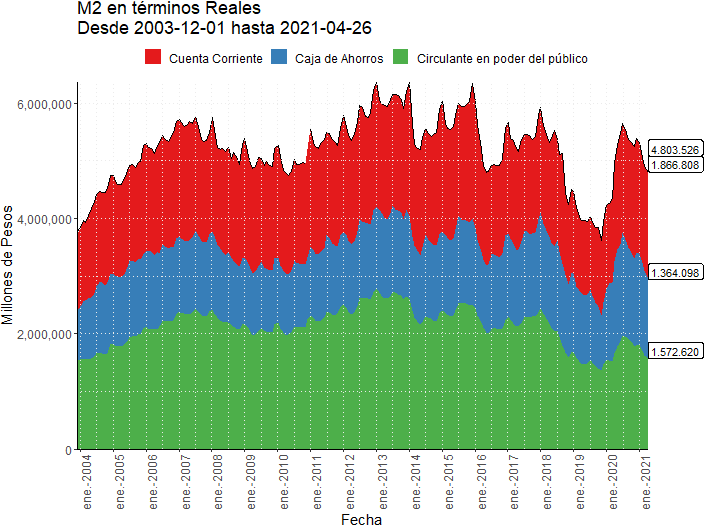 M2 en términos Reales
Desde 2003-12-01 hasta 2021-04-26
Cuenta Corriente Caja de Ahorros Circulante en poder del público
Millones de Pesos
6,000,000
4,000,000
2,000,000
0
4.803.526
1.866.808
1.364.098
1.572.620
ene.-2004
ene.-2005
ene.-2006
ene.-2007
ene.-2008
ene.-2009
ene.-2010
ene.-2011
ene.-2012
ene.-2013
ene.-2014
ene.-2015
ene.-2016
ene.-2017
ene.-2018
ene.-2019
ene.-2020
ene.-2021
Fecha